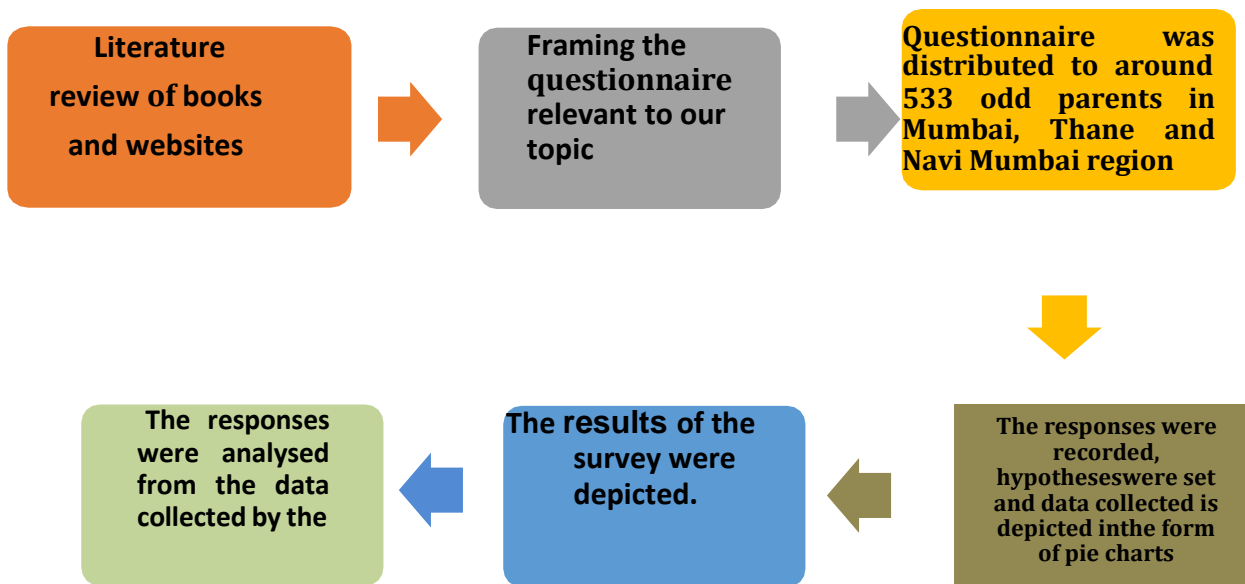 Literature
review of books
and websites
Framing the
questionnaire
relevant to our
topic
Questionnaire was
distributed to around
533 odd parents in
Mumbai, Thane and
Navi Mumbai region
The responses were
recorded,
hypotheseswere set
and data collected is
depicted inthe form
of pie charts
The results of the
survey were
depicted.
The responses
were analysed
from the data
collected by the